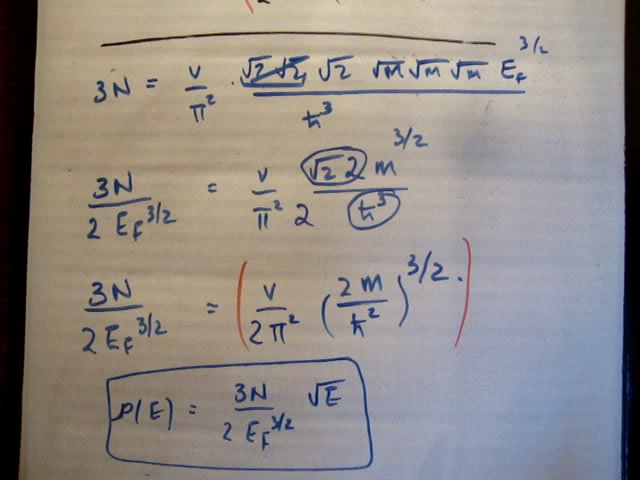 3N = V/π² · √2 √2 √2 √m √m √m E_F^3/2 / ħ³
3N / 2 E_F^3/2 = V/π² √2 2 m^3/2 / 2 ħ³
3N / 2 E_F^3/2 = ( V/2π² ( 2m/ħ² )^3/2 . )
ρ(E) = 3N / 2 E_F^3/2 √E